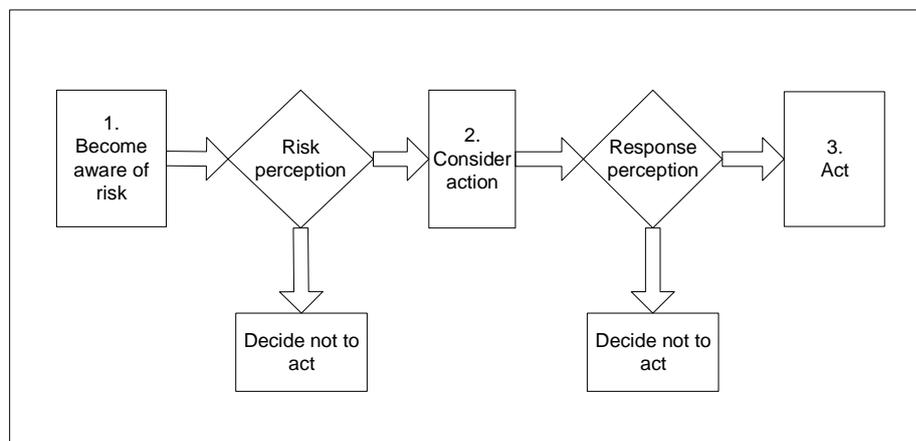 1.
Become
aware of
risk
Risk
perception
2.
Consider
action
Response
perception
3.
Act
Decide not to
act
Decide not to
act